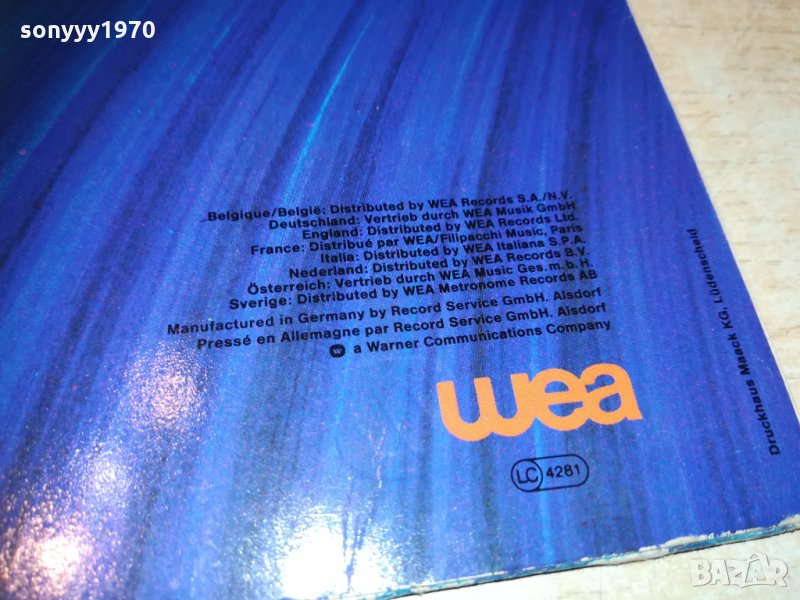 sonyyy1970
Belgique/België: Distributed by WEA Records S.A./N.V.
Deutschland: Vertrieb durch WEA Musik GmbH
England: Distributed by WEA Records Ltd.
France: Distribué par WEA/Filipacchi Music, Paris
Italia: Distributed by WEA Italiana S.P.A.
Nederland: Distributed by WEA Records B.V.
Österreich: Vertrieb durch WEA Music Ges.m.b.H.
Sverige: Distributed by WEA Metronome Records AB
Manufactured in Germany by Record Service GmbH. Alsdorf
Pressé en Allemagne par Record Service GmbH. Alsdorf
w a Warner Communications Company
wea
LC 4281
Druckhaus Maack KG, Lüdenscheid
BAZAR